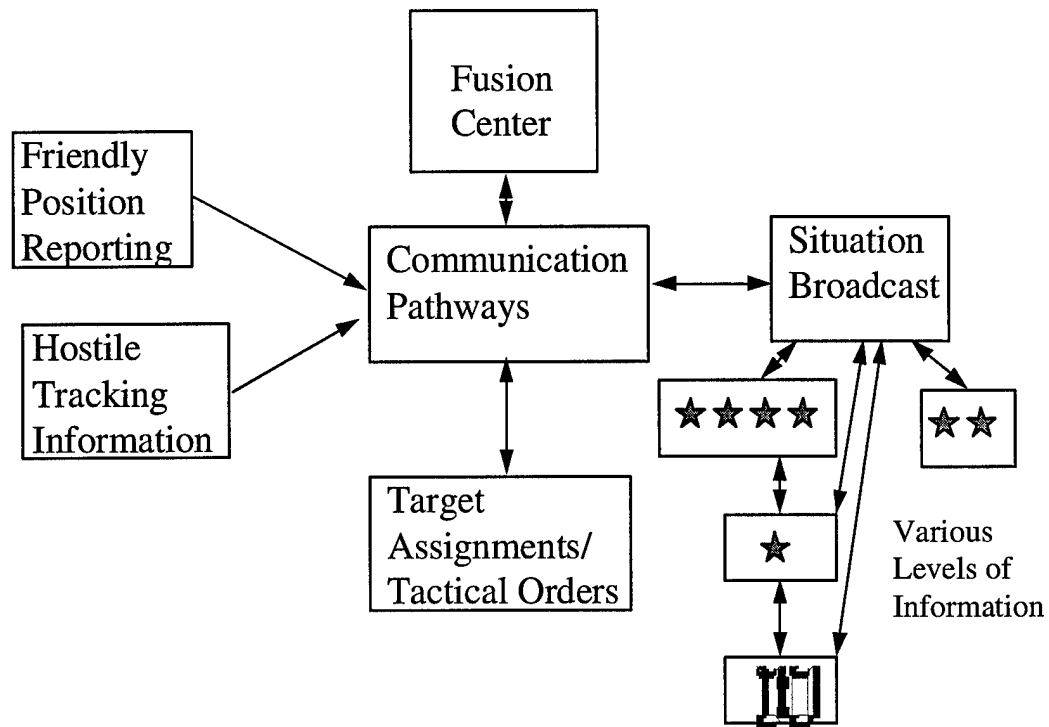 Fusion
Center
Friendly
Position
Reporting
Communication
Pathways
Situation
Broadcast
Hostile
Tracking
Information
Target
Assignments/
Tactical Orders
Various
Levels of
Information